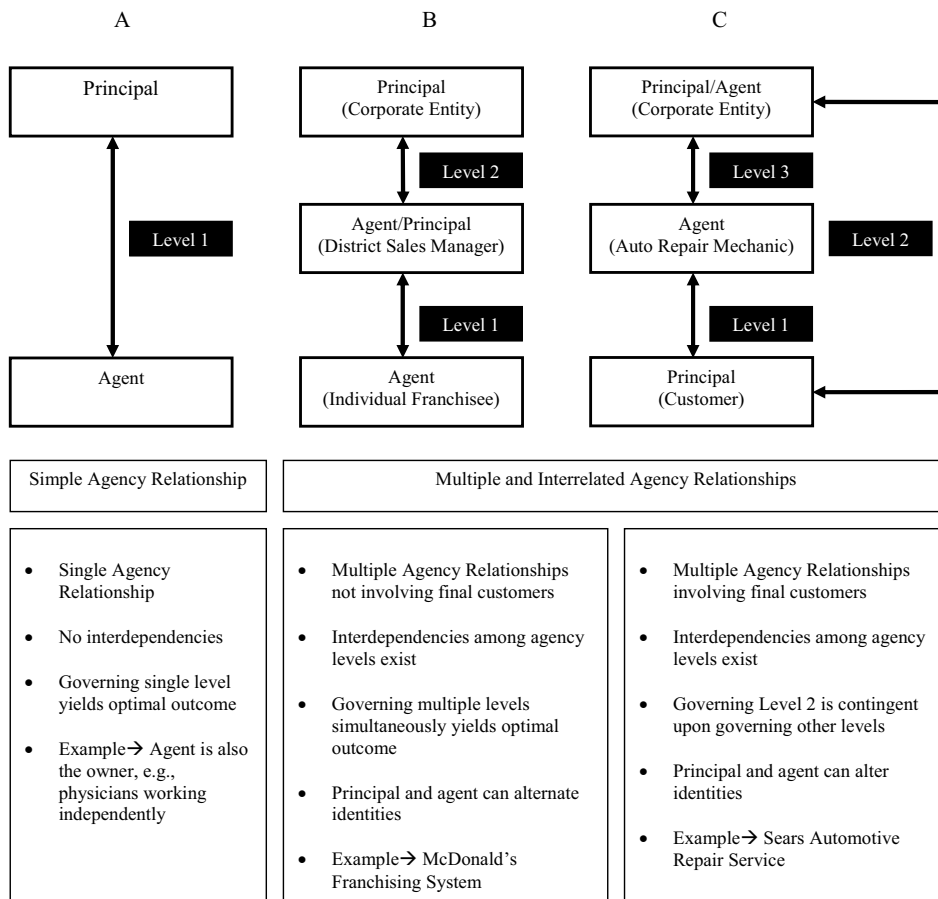 A
B
C
Principal
Level 1
Agent
Principal
(Corporate Entity)
Level 2
Agent/Principal
(District Sales Manager)
Level 1
Agent
(Individual Franchisee)
Principal/Agent
(Corporate Entity)
Level 3
Agent
(Auto Repair Mechanic)
Level 2
Level 1
Principal
(Customer)
Simple Agency Relationship
Multiple and Interrelated Agency Relationships
• Single Agency
Relationship
• No interdependencies
• Governing single level
yields optimal outcome
• Example→ Agent is also
the owner, e.g.,
physicians working
independently
• Multiple Agency Relationships
not involving final customers
• Interdependencies among agency
levels exist
• Governing multiple levels
simultaneously yields optimal
outcome
• Principal and agent can alternate
identities
• Example→ McDonald's
Franchising System
• Multiple Agency Relationships
involving final customers
• Interdependencies among agency
levels exist
• Governing Level 2 is contingent
upon governing other levels
• Principal and agent can alter
identities
• Example→ Sears Automotive
Repair Service